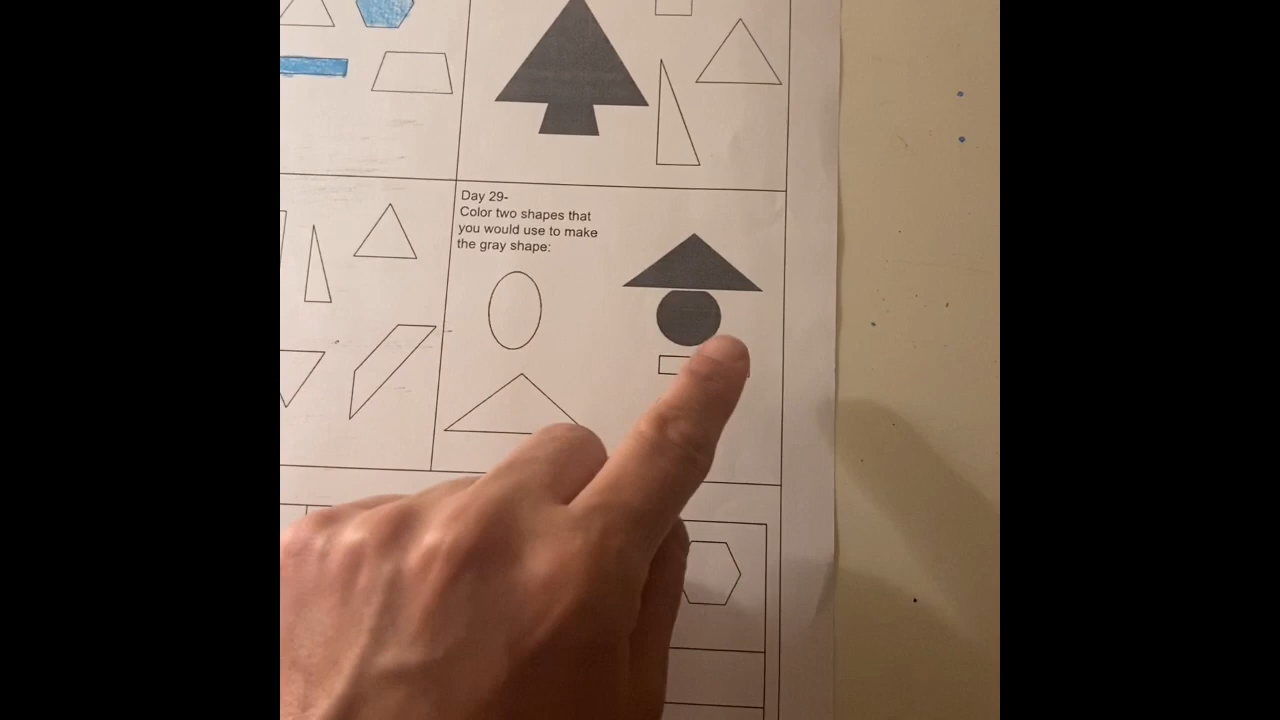 Day 29-
Color two shapes that
you would use to make
the gray shape: